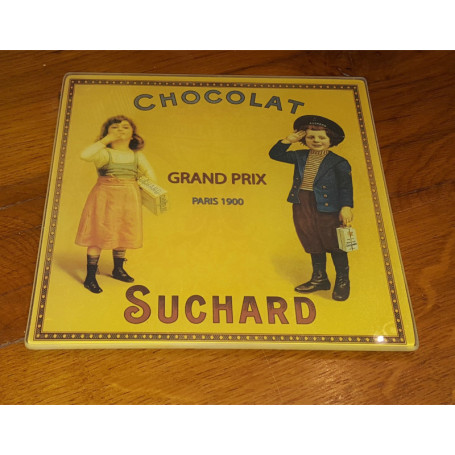 CHOCOLAT
GRAND PRIX
PARIS 1900
SUCHARD